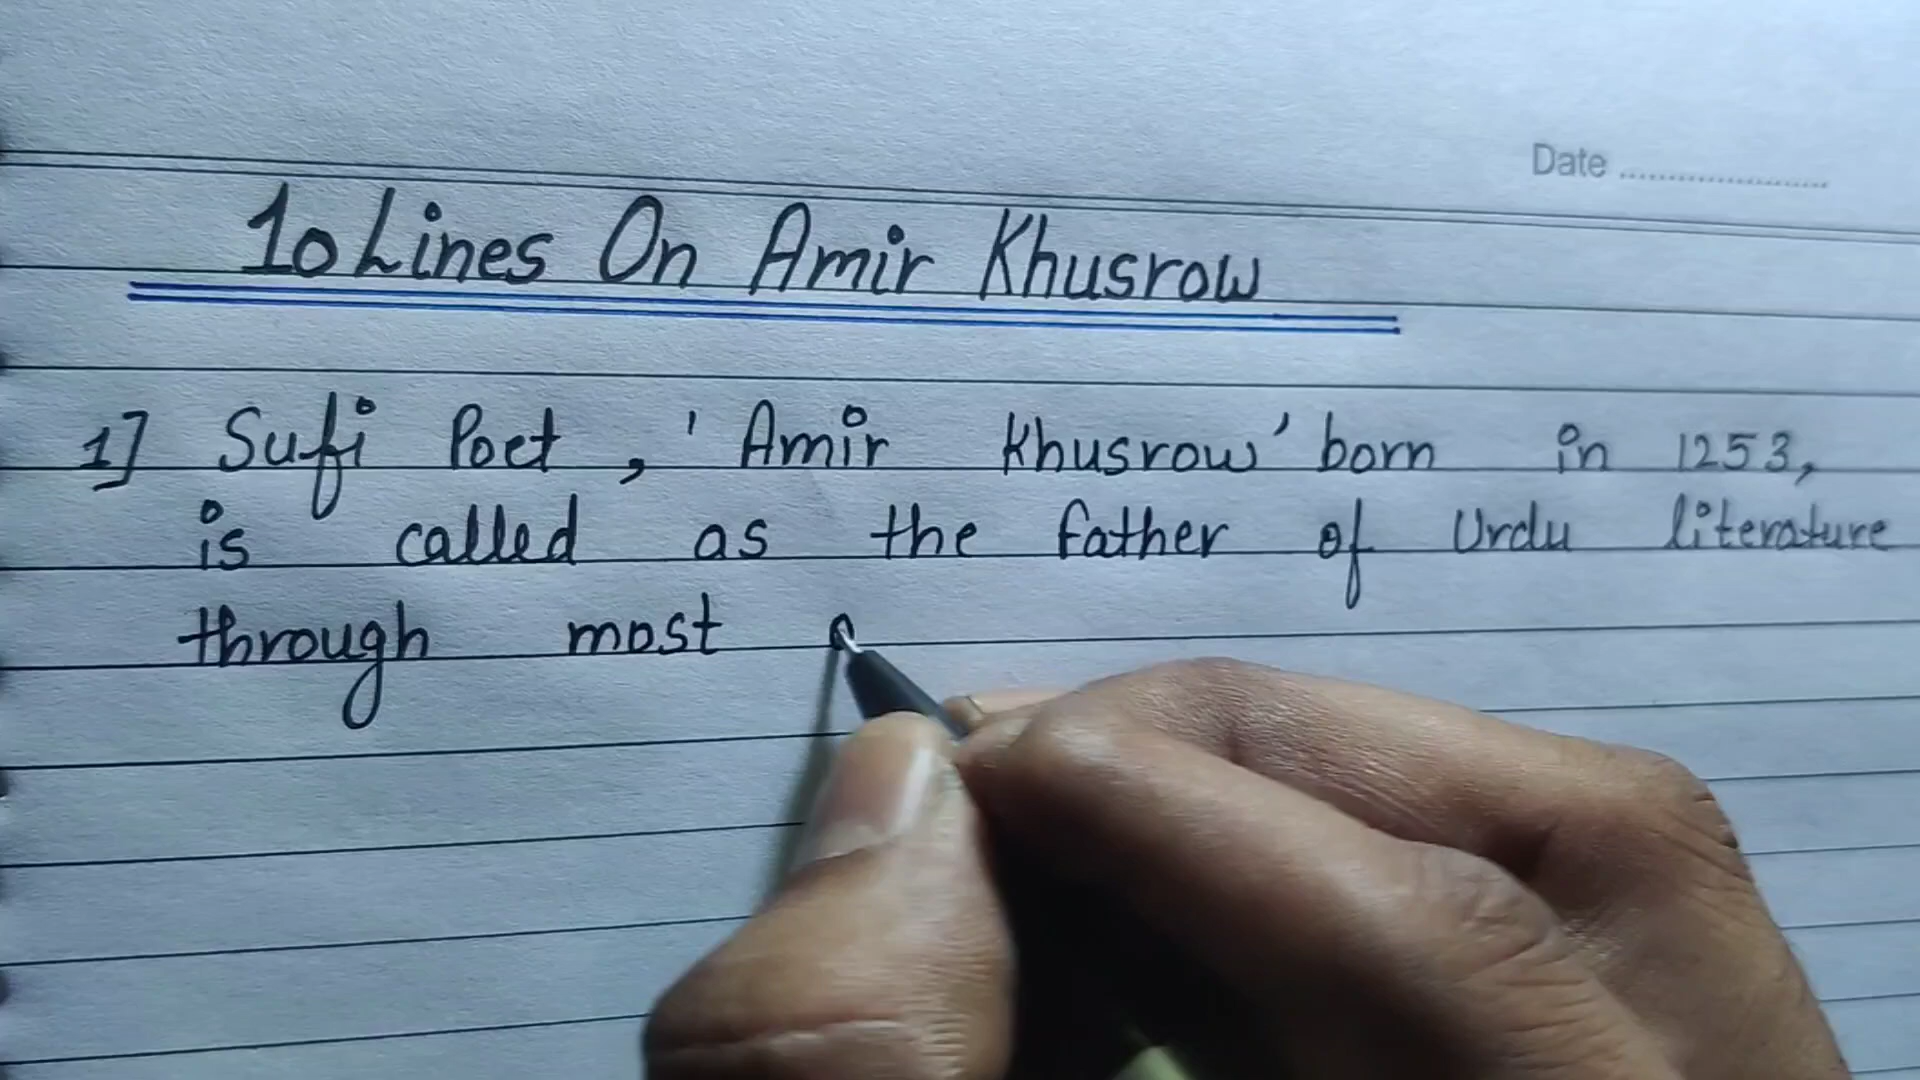 Date ........................
10 Lines On Amir Khusrow
1] Sufi Poet, 'Amir Khusrow' born in 1253,
is called as the father of Urdu literature
through most